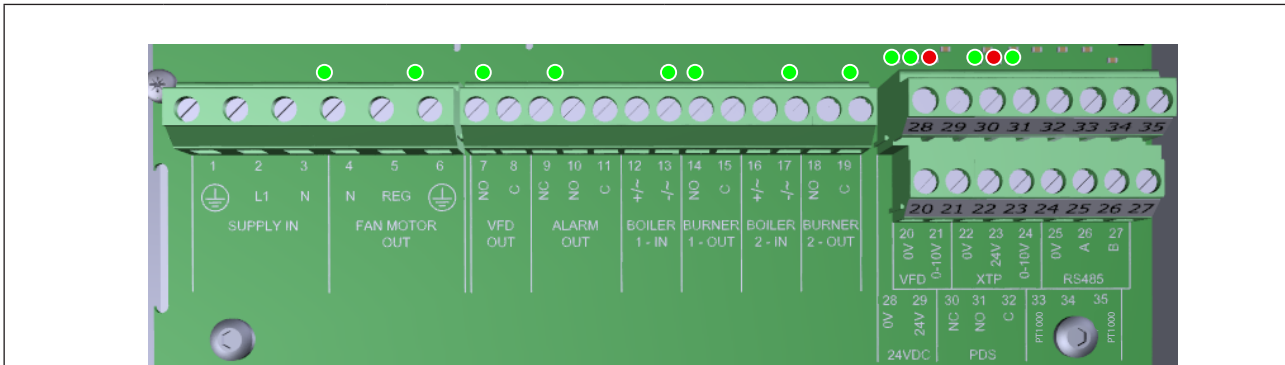 28 29 30 31 32 33 34 35
20 21 22 23 24 25 26 27
1 2 3 4 5 6 7 8 9 10 11 12 13 14 15 16 17 18 19
L1 N N REG NO C NC NO C +/~ -/~ NO C +/~ -/~ NO C
SUPPLY IN
FAN MOTOR
OUT
VFD
OUT
ALARM
OUT
BOILER
1 - IN
BURNER
1 - OUT
BOILER
2 - IN
BURNER
2 - OUT
20 21 22 23 24 25 26 27
0V 0-10V 0V 24V 0-10V 0V A B
VFD XTP RS485
28 29 30 31 32 33 34 35
0V 24V NC NO C PT1000 PT1000
24VDC PDS